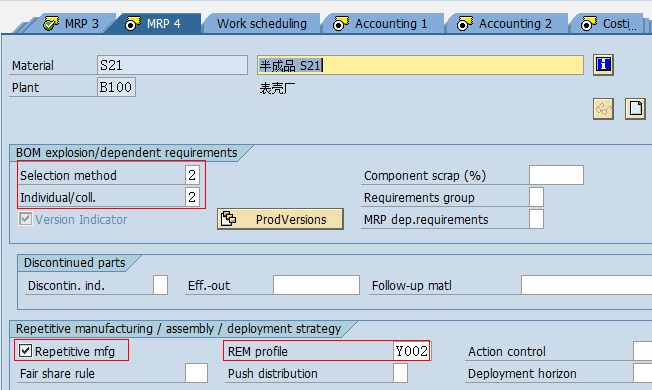 MRP 3 MRP 4 Work scheduling Accounting 1 Accounting 2 Costi...
Material S21 半成品 S21
Plant B100 表壳厂
BOM explosion/dependent requirements
Selection method 2 Component scrap (%)
Individual/coll. 2 Requirements group
Version Indicator ProdVersions MRP dep.requirements
Discontinued parts
Discontin. ind. Eff.-out Follow-up matl
Repetitive manufacturing / assembly / deployment strategy
Repetitive mfg REM profile Y002 Action control
Fair share rule Push distribution Deployment horizon